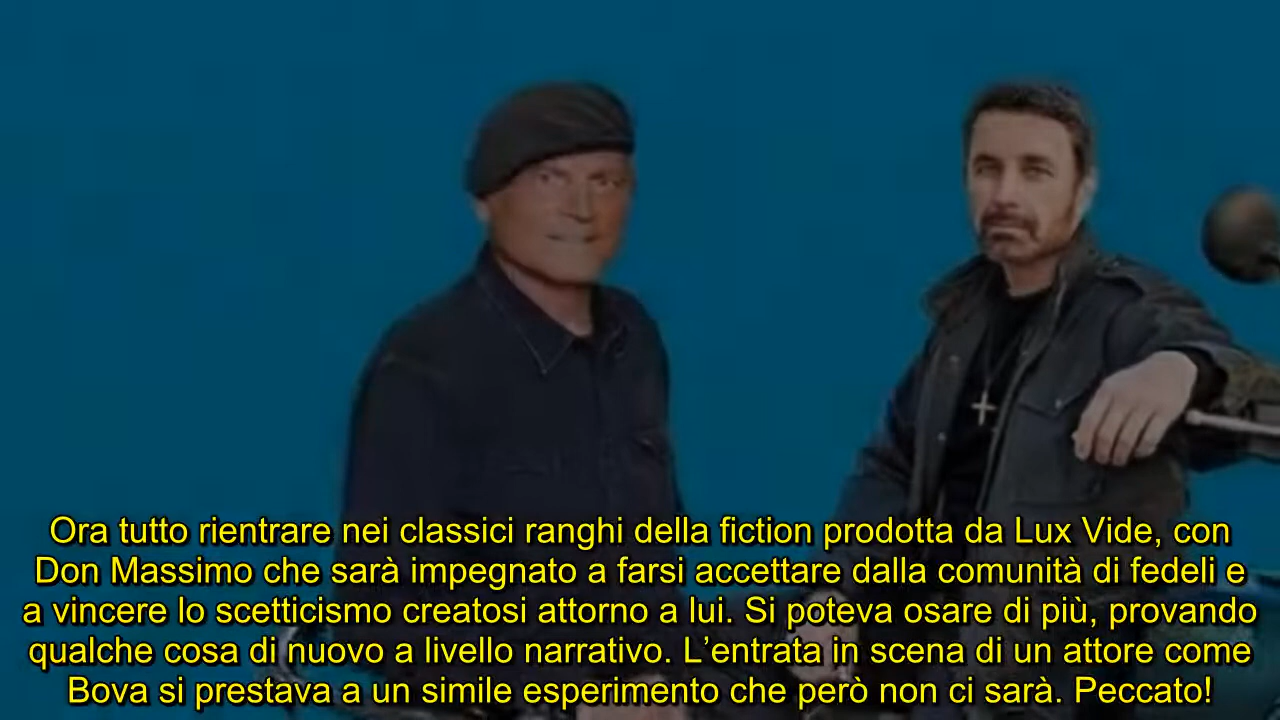 Ora tutto rientrare nei classici ranghi della fiction prodotta da Lux Vide, con
Don Massimo che sarà impegnato a farsi accettare dalla comunità di fedeli e
a vincere lo scetticismo creatosi attorno a lui. Si poteva osare di più, provando
qualche cosa di nuovo a livello narrativo. L’entrata in scena di un attore come
Bova si prestava a un simile esperimento che però non ci sarà. Peccato!